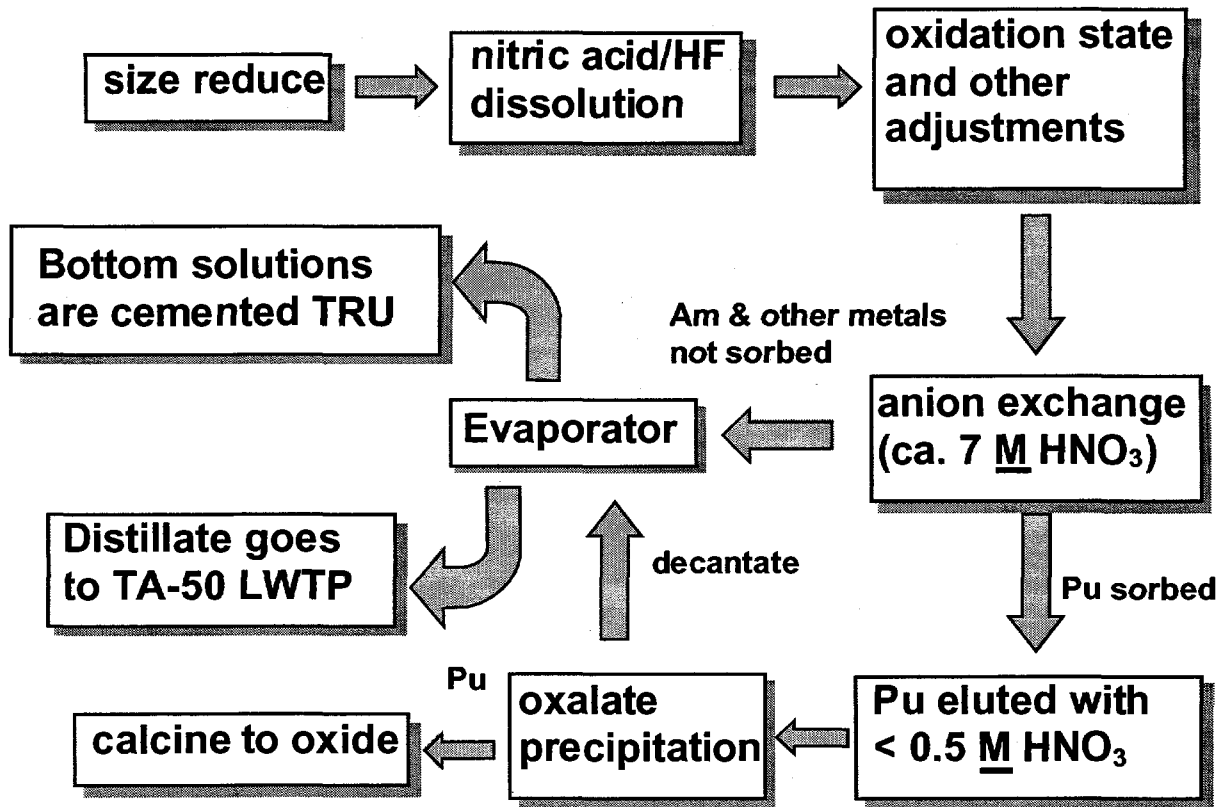 size reduce
nitric acid/HF
dissolution
oxidation state
and other
adjustments
Bottom solutions
are cemented TRU
Am & other metals
not sorbed
Evaporator
anion exchange
(ca. 7 M HNO₃)
Distillate goes
to TA-50 LWTP
decantate
Pu sorbed
Pu
calcine to oxide
oxalate
precipitation
Pu eluted with
< 0.5 M HNO₃